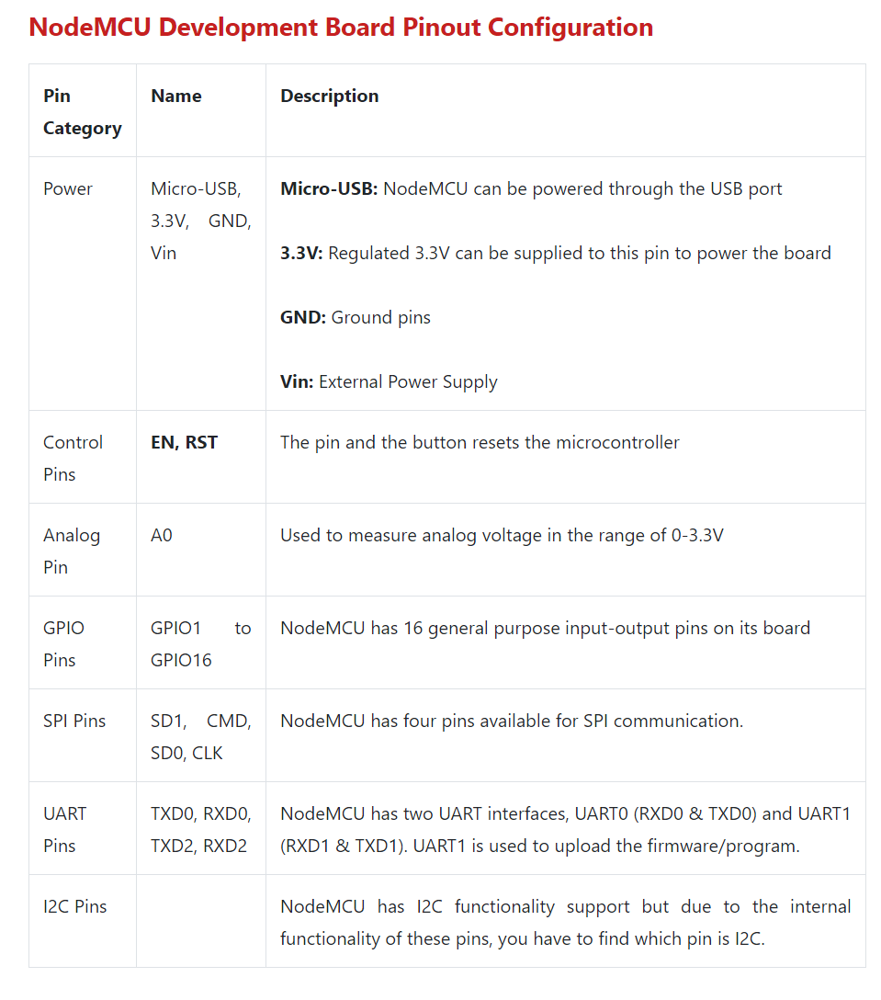 NodeMCU Development Board Pinout Configuration
Pin Category
Name
Description
Power
Micro-USB, 3.3V, GND, Vin
Micro-USB: NodeMCU can be powered through the USB port
3.3V: Regulated 3.3V can be supplied to this pin to power the board
GND: Ground pins
Vin: External Power Supply
Control Pins
EN, RST
The pin and the button resets the microcontroller
Analog Pin
A0
Used to measure analog voltage in the range of 0-3.3V
GPIO Pins
GPIO1 to GPIO16
NodeMCU has 16 general purpose input-output pins on its board
SPI Pins
SD1, CMD, SD0, CLK
NodeMCU has four pins available for SPI communication.
UART Pins
TXD0, RXD0, TXD2, RXD2
NodeMCU has two UART interfaces, UART0 (RXD0 & TXD0) and UART1 (RXD1 & TXD1). UART1 is used to upload the firmware/program.
I2C Pins
NodeMCU has I2C functionality support but due to the internal functionality of these pins, you have to find which pin is I2C.